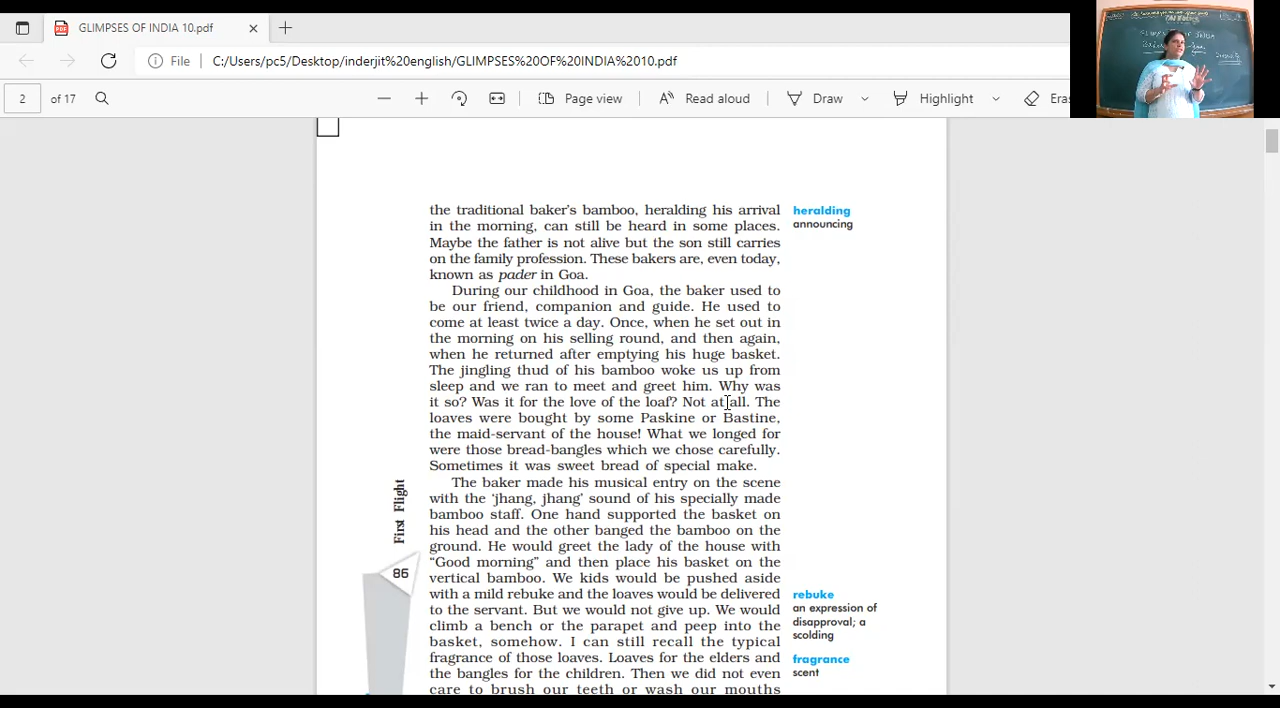 GLIMPSES OF INDIA 10.pdf
File C:/Users/pc5/Desktop/inderjit%20english/GLIMPSES%20OF%20INDIA%2010.pdf
2 of 17 Page view Read aloud Draw Highlight Eras
the traditional baker's bamboo, heralding his arrival
in the morning, can still be heard in some places.
Maybe the father is not alive but the son still carries
on the family profession. These bakers are, even today,
known as pader in Goa.
heralding
announcing
During our childhood in Goa, the baker used to
be our friend, companion and guide. He used to
come at least twice a day. Once, when he set out in
the morning on his selling round, and then again,
when he returned after emptying his huge basket.
The jingling thud of his bamboo woke us up from
sleep and we ran to meet and greet him. Why was
it so? Was it for the love of the loaf? Not at all. The
loaves were bought by some Paskine or Bastine,
the maid-servant of the house! What we longed for
were those bread-bangles which we chose carefully.
Sometimes it was sweet bread of special make.
The baker made his musical entry on the scene
with the 'jhang, jhang' sound of his specially made
bamboo staff. One hand supported the basket on
his head and the other banged the bamboo on the
ground. He would greet the lady of the house with
"Good morning" and then place his basket on the
vertical bamboo. We kids would be pushed aside
with a mild rebuke and the loaves would be delivered
to the servant. But we would not give up. We would
climb a bench or the parapet and peep into the
basket, somehow. I can still recall the typical
fragrance of those loaves. Loaves for the elders and
the bangles for the children. Then we did not even
care to brush our teeth or wash our mouths
rebuke
an expression of
disapproval; a
scolding
fragrance
scent
First Flight
86